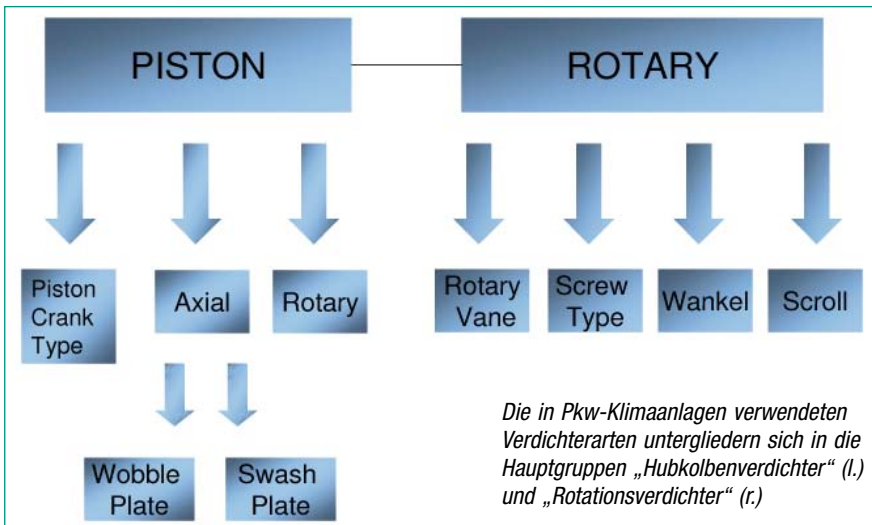 PISTON
ROTARY
Piston
Crank
Type
Axial
Rotary
Rotary
Vane
Screw
Type
Wankel
Scroll
Wobble
Plate
Swash
Plate
Die in Pkw-Klimaanlagen verwendeten
Verdichterarten untergliedern sich in die
Hauptgruppen „Hubkolbenverdichter“ (l.)
und „Rotationsverdichter“ (r.)